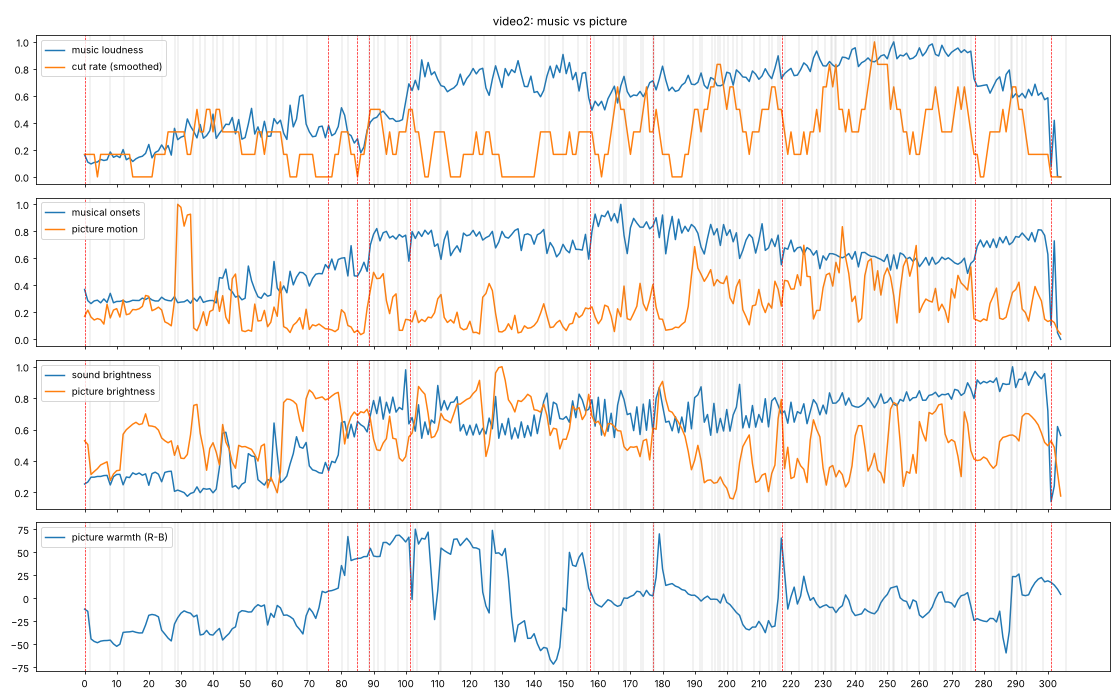 video2: music vs picture
music loudness
cut rate (smoothed)
1.0
0.8
0.6
0.4
0.2
0.0
musical onsets
picture motion
1.0
0.8
0.6
0.4
0.2
0.0
sound brightness
picture brightness
1.0
0.8
0.6
0.4
0.2
picture warmth (R-B)
75
50
25
0
−25
−50
−75
0 10 20 30 40 50 60 70 80 90 100 110 120 130 140 150 160 170 180 190 200 210 220 230 240 250 260 270 280 290 300